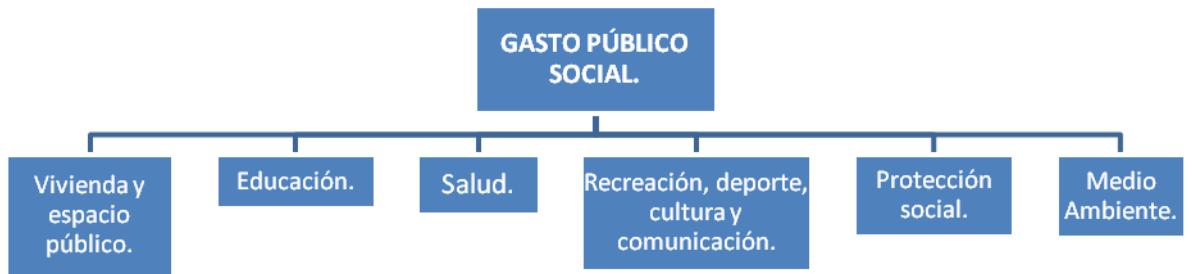 GASTO PÚBLICO
SOCIAL.
Vivienda y
espacio
público.
Educación.
Salud.
Recreación, deporte,
cultura y
comunicación.
Protección
social.
Medio
Ambiente.